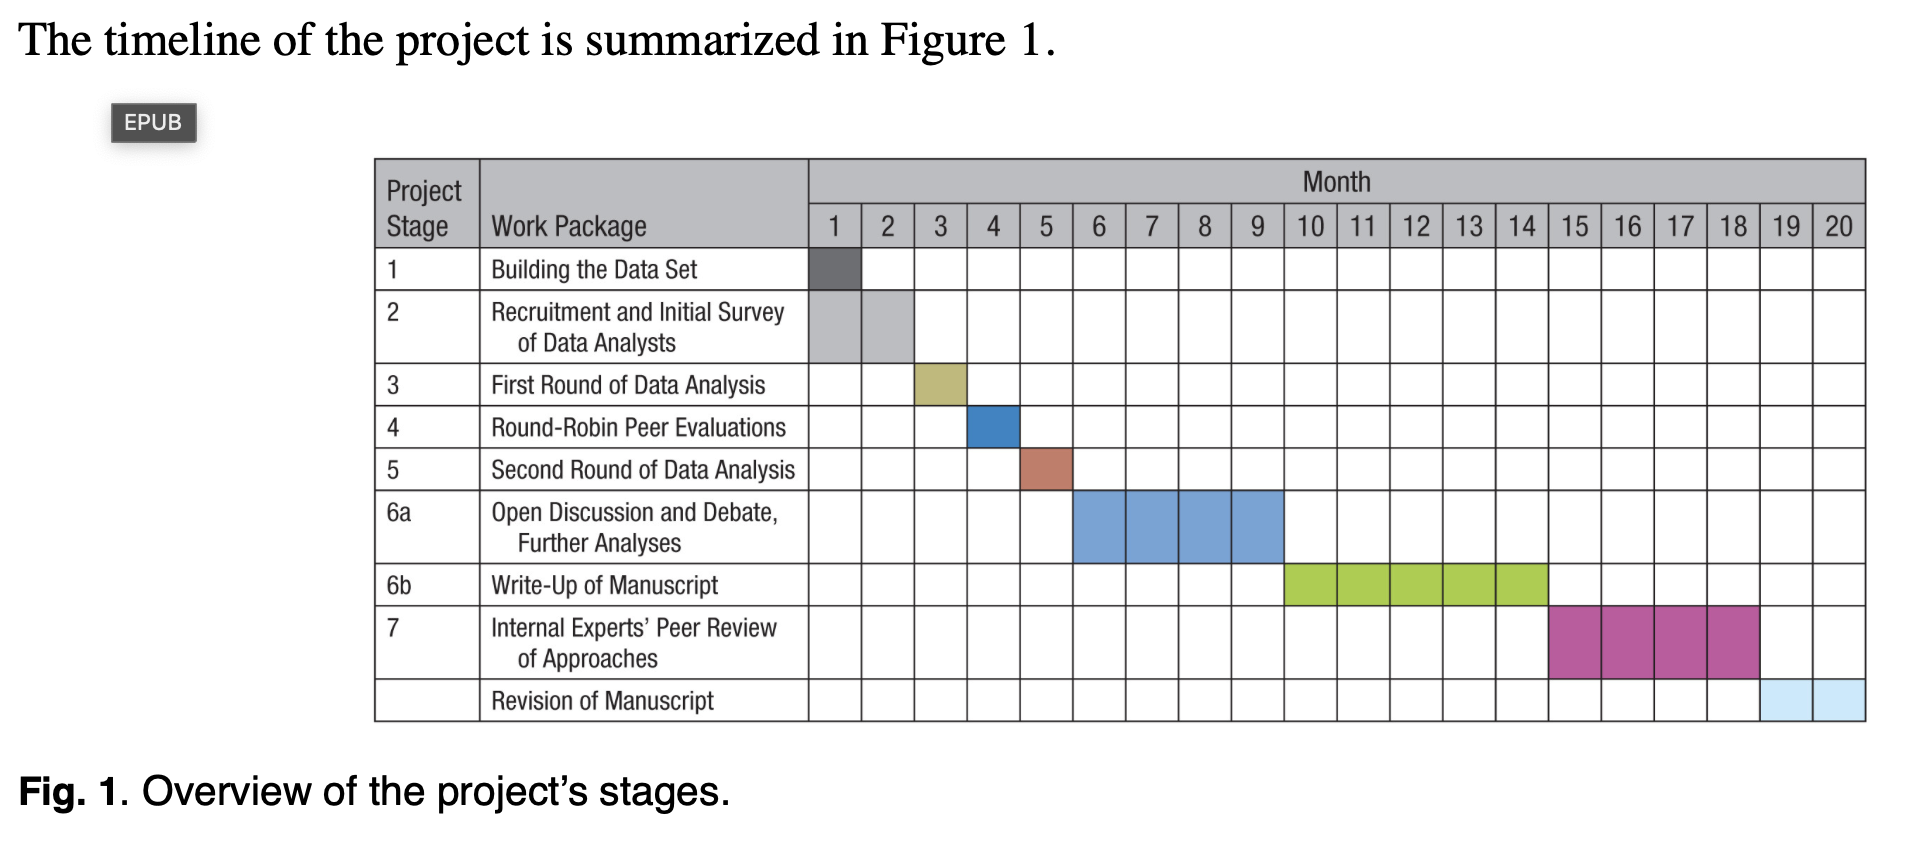 The timeline of the project is summarized in Figure 1.
EPUB
Project Stage Work Package Month
1 2 3 4 5 6 7 8 9 10 11 12 13 14 15 16 17 18 19 20
1 Building the Data Set
2 Recruitment and Initial Survey
of Data Analysts
3 First Round of Data Analysis
4 Round-Robin Peer Evaluations
5 Second Round of Data Analysis
6a Open Discussion and Debate,
Further Analyses
6b Write-Up of Manuscript
7 Internal Experts’ Peer Review
of Approaches
Revision of Manuscript
Fig. 1. Overview of the project’s stages.